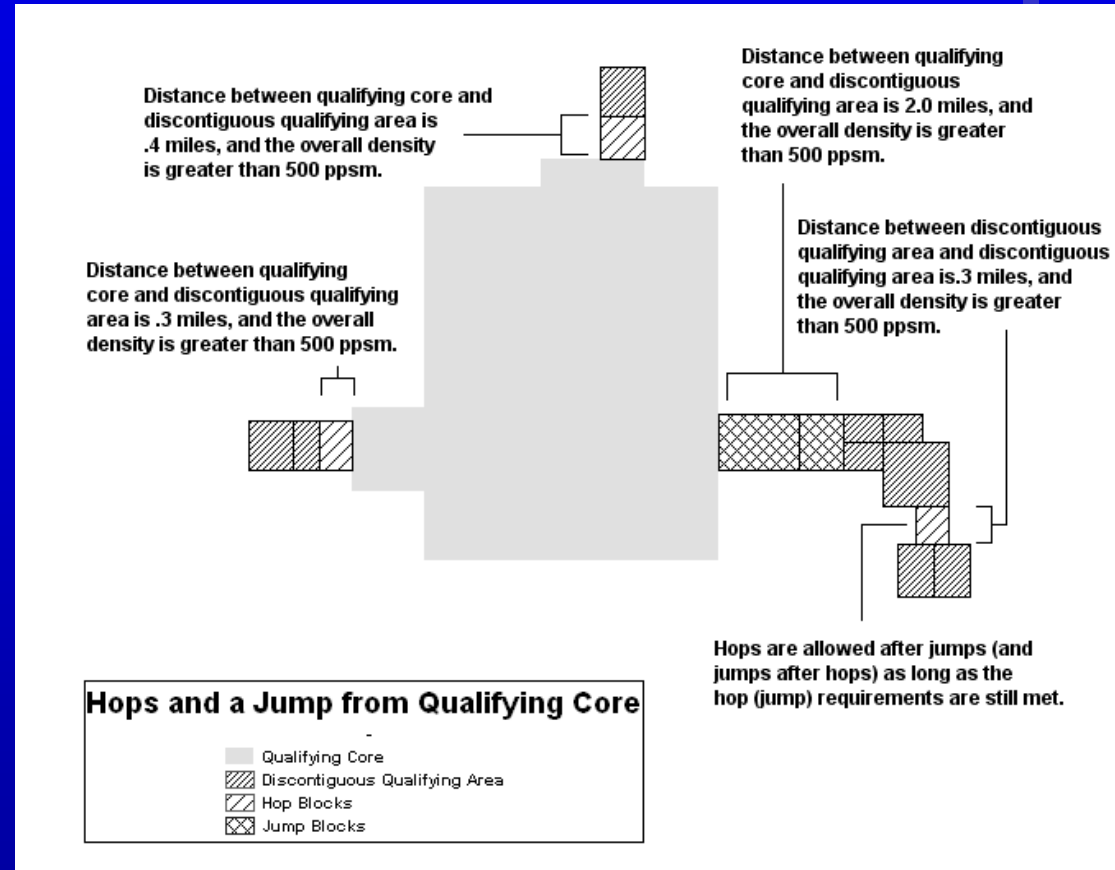 Distance between qualifying core and
discontiguous qualifying area is
.4 miles, and the overall density
is greater than 500 ppsm.
Distance between qualifying
core and discontiguous
qualifying area is 2.0 miles, and
the overall density is greater
than 500 ppsm.
Distance between discontiguous
qualifying area and discontiguous
qualifying area is.3 miles, and
the overall density is greater
than 500 ppsm.
Distance between qualifying
core and discontiguous qualifying
area is .3 miles, and the overall
density is greater than 500 ppsm.
Hops are allowed after jumps (and
jumps after hops) as long as the
hop (jump) requirements are still met.
Hops and a Jump from Qualifying Core
-
Qualifying Core
Discontiguous Qualifying Area
Hop Blocks
Jump Blocks